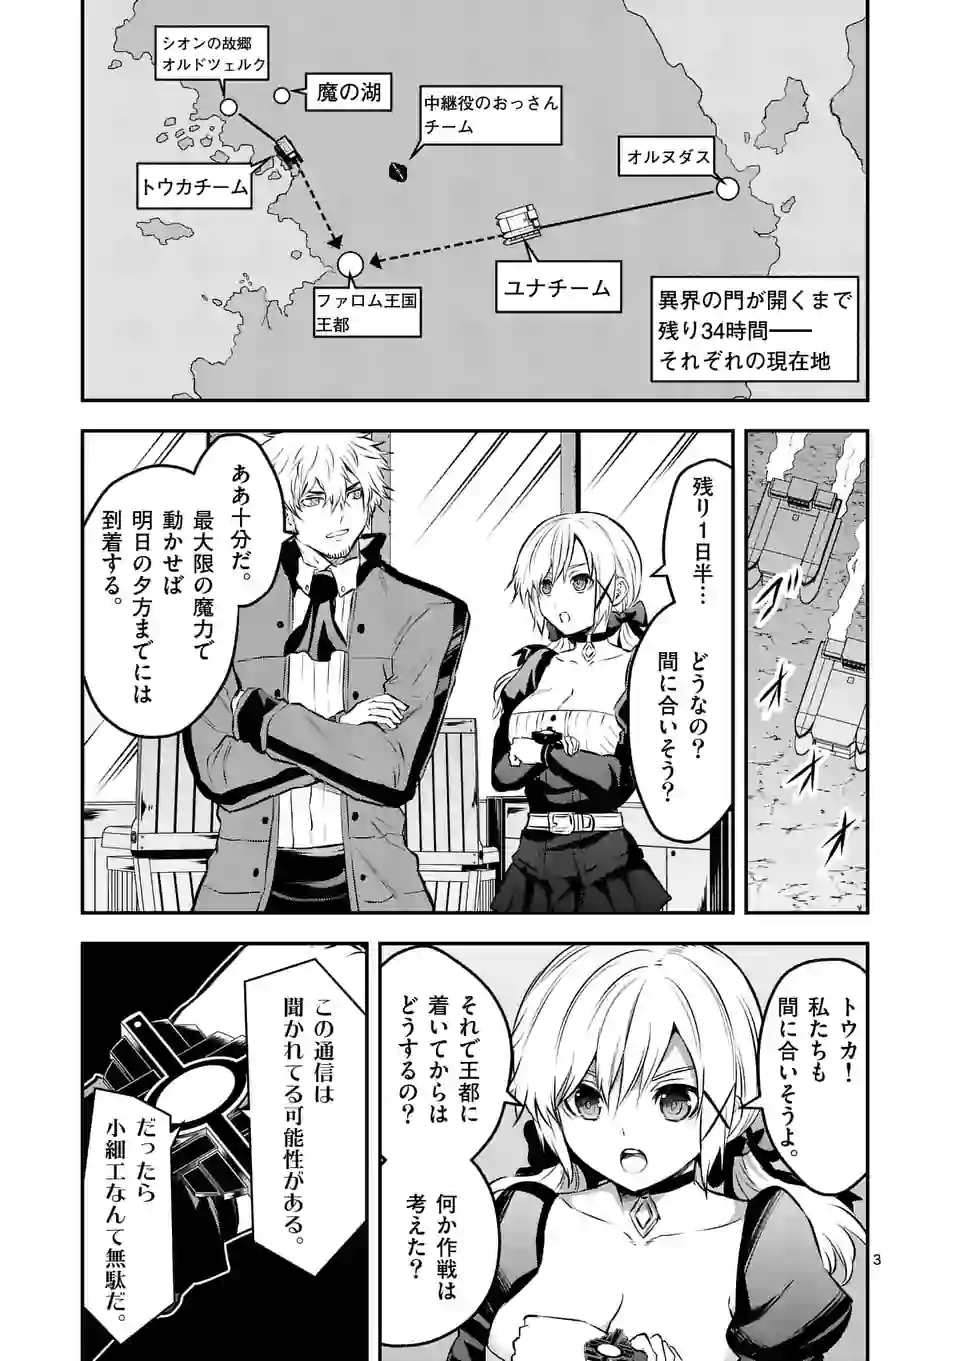 シオンの故郷
オルドツェルク
魔の湖
中継役のおっさん
チーム
オルヌダス
トウカチーム
ユナチーム
ファロム王国
王都
異界の門が開くまで
残り34時間――
それぞれの現在地
残り1日半…
どうなの?
間に合いそう?
ああ十分だ。
最大限の魔力で
動かせば
明日の夕方までには
到着する。
トウカ!
私たちも
間に合いそうよ。
それで王都に
着いてからは
どうするの?
何か作戦は
考えた?
この通信は
聞かれてる可能性がある。
だったら
小細工なんて無駄だ。
3